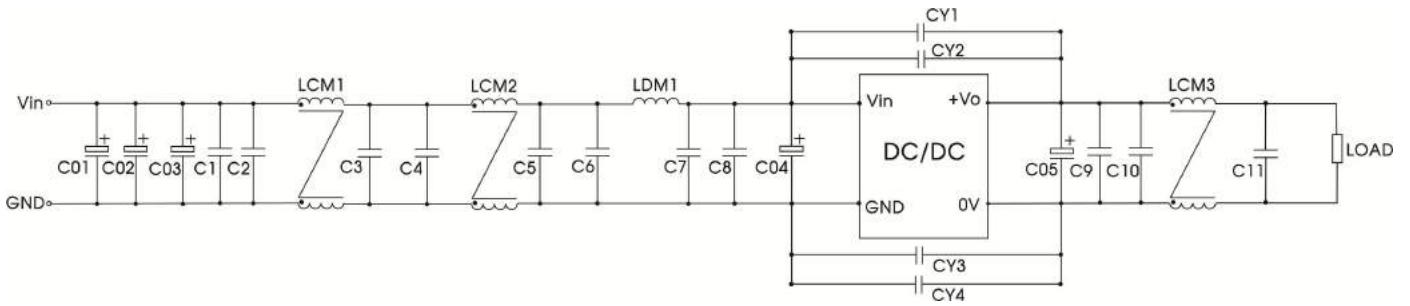 CY1
CY2
LCM1
LCM2
LDM1
LCM3
Vin
Vin
+Vo
+
+
+
+
+
DC/DC
C01
C02
C03
C1
C2
C3
C4
C5
C6
C7
C8
C04
C05
C9
C10
C11
LOAD
GND
GND
0V
CY3
CY4